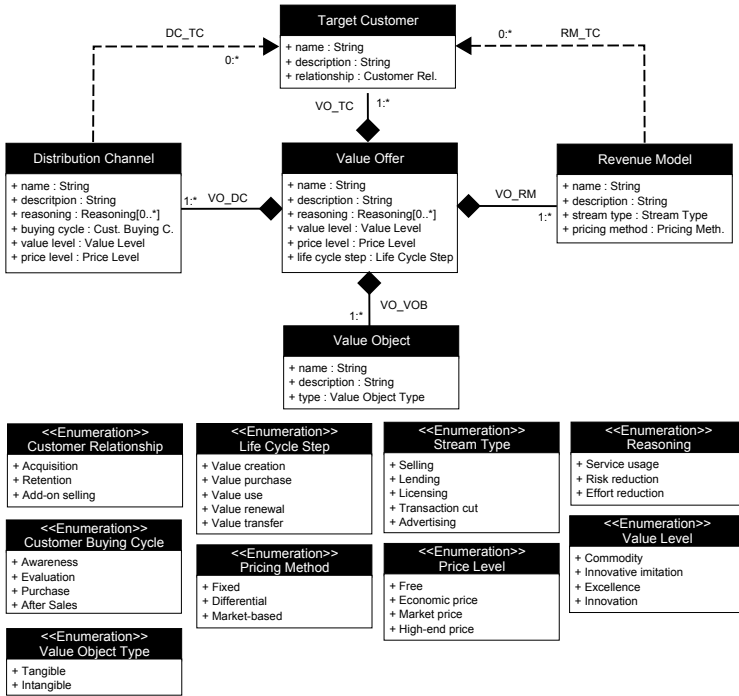 Target Customer
+ name : String
+ description : String
+ relationship : Customer Rel.
DC_TC
0:*
0:*
RM_TC
VO_TC
1:*
Distribution Channel
+ name : String
+ descritpion : String
+ reasoning : Reasoning[0..*]
+ buying cycle : Cust. Buying C.
+ value level : Value Level
+ price level : Price Level
1:*
VO_DC
Value Offer
+ name : String
+ description : String
+ reasoning : Reasoning[0..*]
+ value level : Value Level
+ price level : Price Level
+ life cycle step : Life Cycle Step
VO_RM
1:*
Revenue Model
+ name : String
+ description : String
+ stream type : Stream Type
+ pricing method : Pricing Meth.
VO_VOB
1:*
Value Object
+ name : String
+ description : String
+ type : Value Object Type
<<Enumeration>>
Customer Relationship
+ Acquisition
+ Retention
+ Add-on selling
<<Enumeration>>
Life Cycle Step
+ Value creation
+ Value purchase
+ Value use
+ Value renewal
+ Value transfer
<<Enumeration>>
Stream Type
+ Selling
+ Lending
+ Licensing
+ Transaction cut
+ Advertising
<<Enumeration>>
Reasoning
+ Service usage
+ Risk reduction
+ Effort reduction
<<Enumeration>>
Customer Buying Cycle
+ Awareness
+ Evaluation
+ Purchase
+ After Sales
<<Enumeration>>
Pricing Method
+ Fixed
+ Differential
+ Market-based
<<Enumeration>>
Price Level
+ Free
+ Economic price
+ Market price
+ High-end price
<<Enumeration>>
Value Level
+ Commodity
+ Innovative imitation
+ Excellence
+ Innovation
<<Enumeration>>
Value Object Type
+ Tangible
+ Intangible